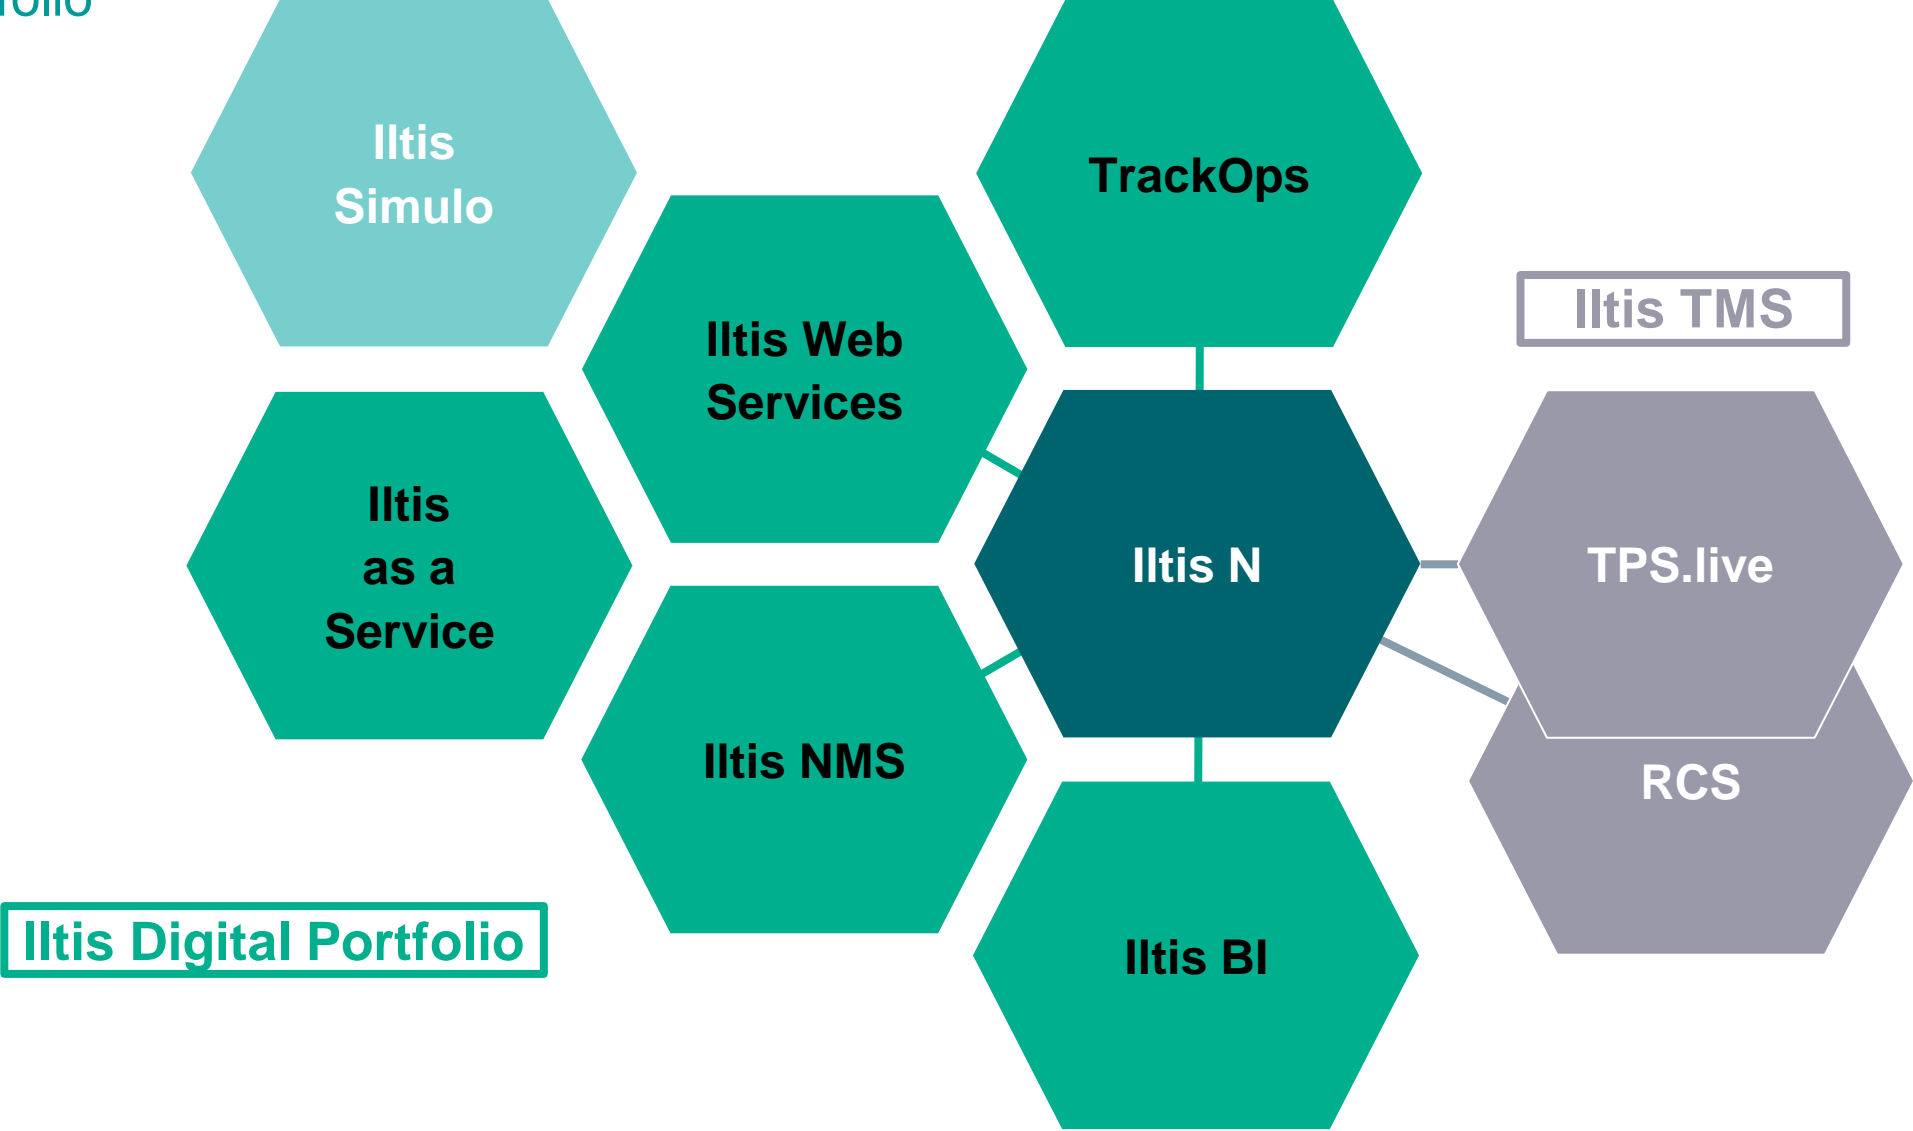 folio
Iltis
Simulo
TrackOps
Iltis TMS
Iltis Web
Services
Iltis
as a
Service
Iltis N
TPS.live
Iltis NMS
RCS
Iltis Digital Portfolio
Iltis BI